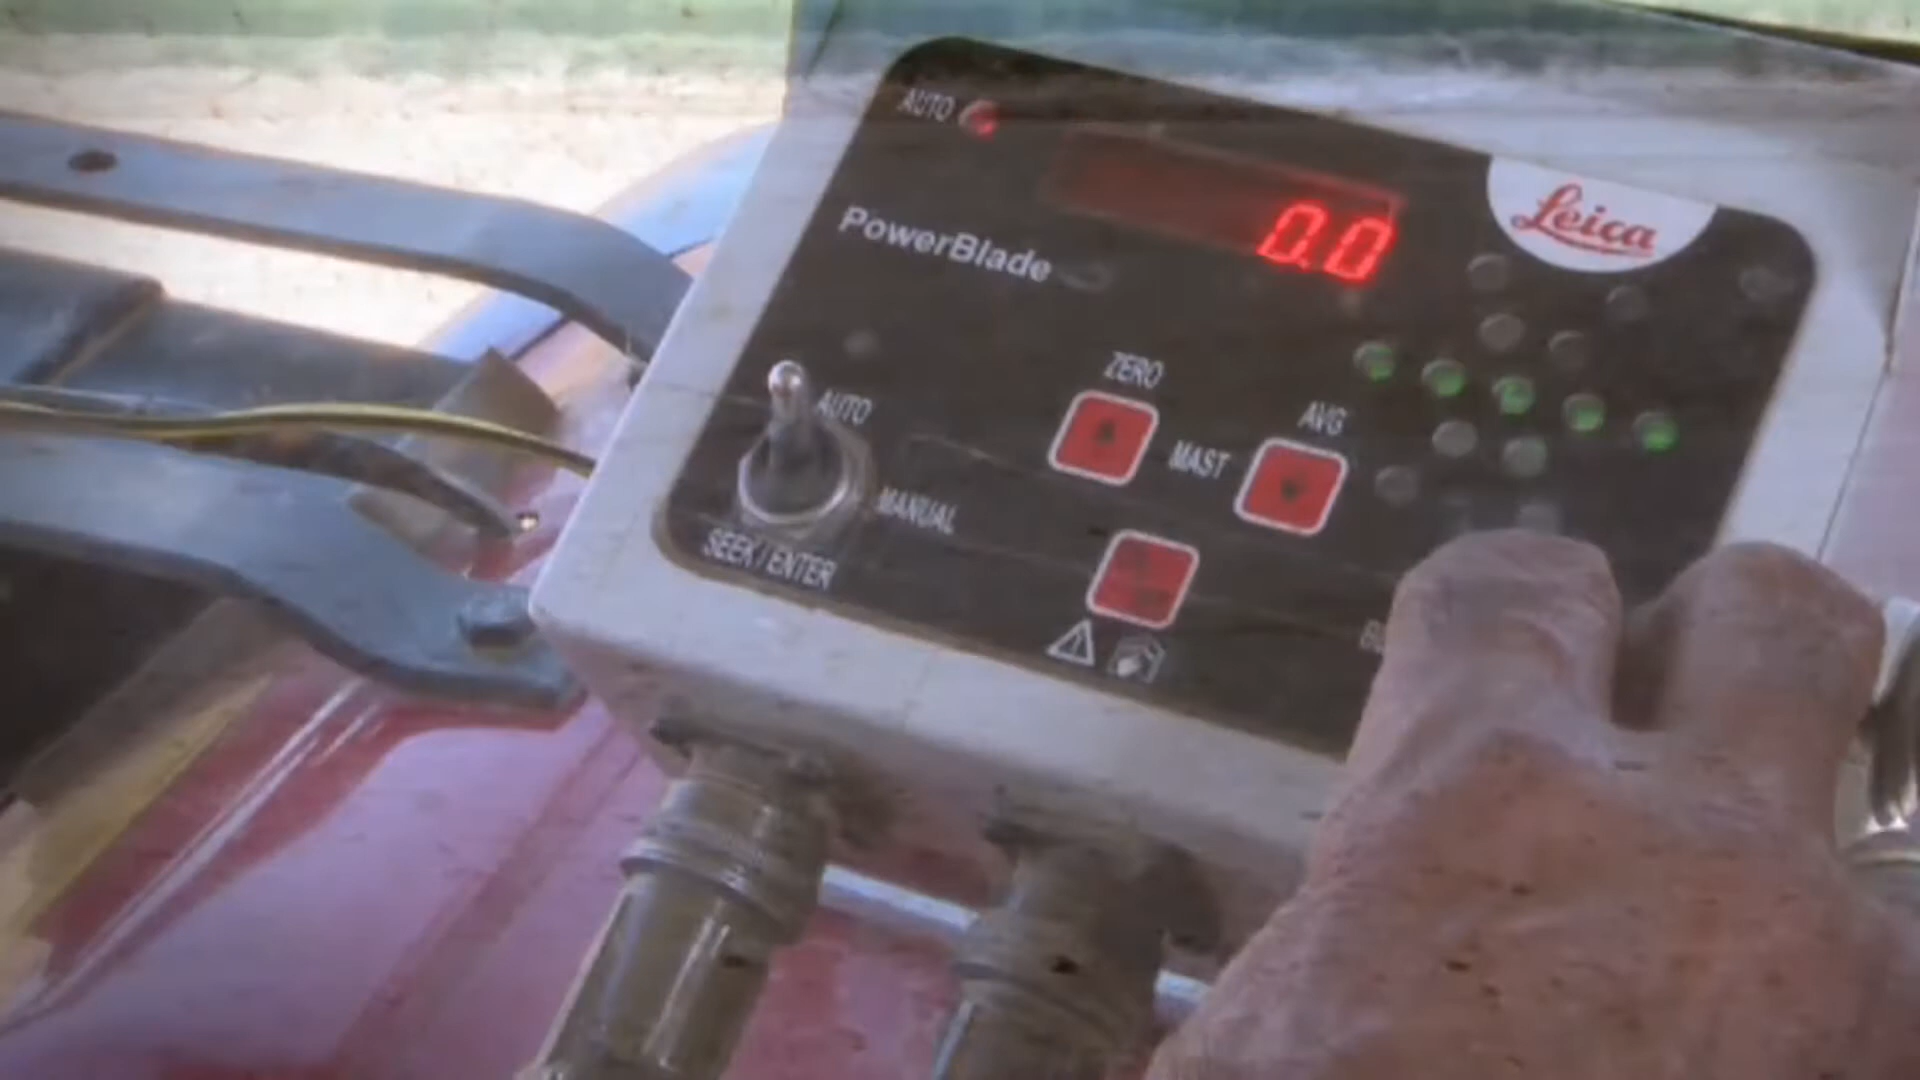 AUTO
0.0
Leica
PowerBlade
ZERO
AUTO
AVG
MAST
MANUAL
SEEK / ENTER